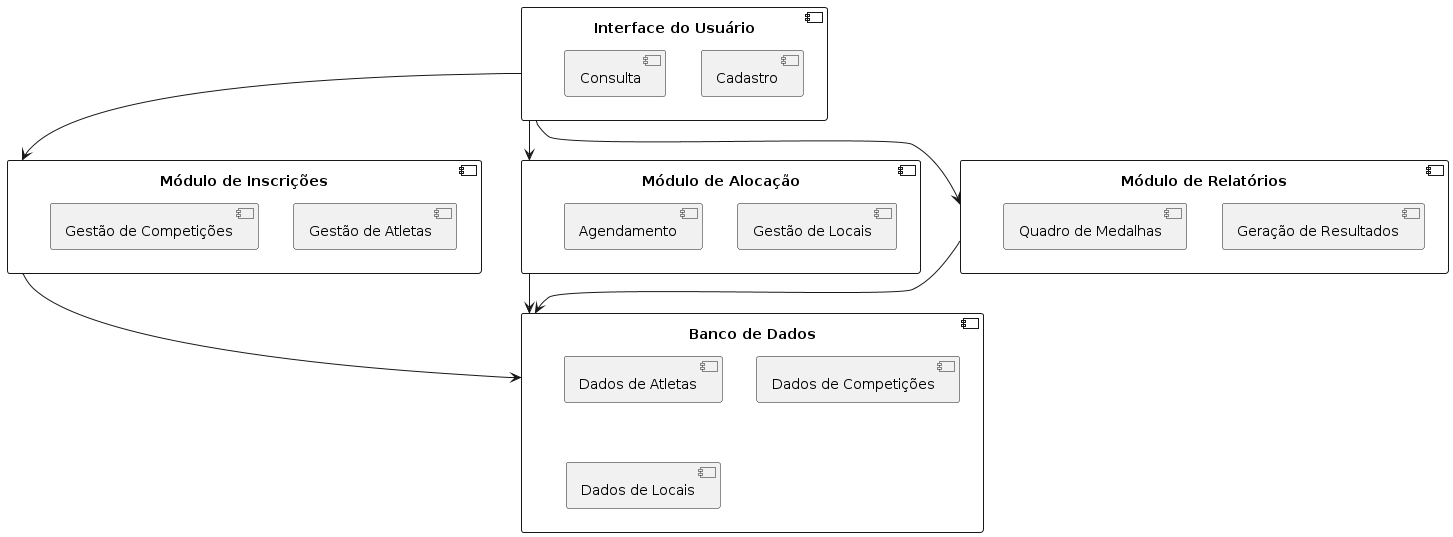 Interface do Usuário
Consulta
Cadastro
Módulo de Inscrições
Gestão de Competições
Gestão de Atletas
Módulo de Alocação
Agendamento
Gestão de Locais
Módulo de Relatórios
Quadro de Medalhas
Geração de Resultados
Banco de Dados
Dados de Atletas
Dados de Competições
Dados de Locais